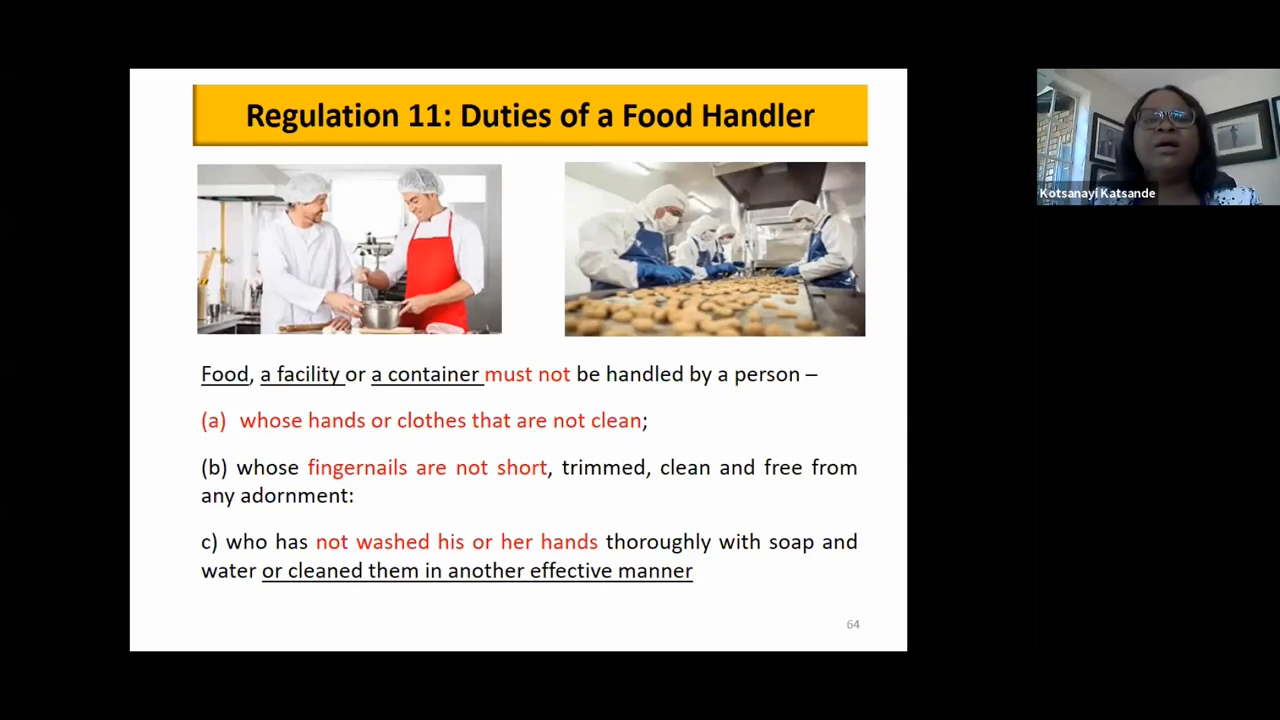 Regulation 11: Duties of a Food Handler
Kotsanayi Katsande
Food, a facility or a container must not be handled by a person –
(a) whose hands or clothes that are not clean;
(b) whose fingernails are not short, trimmed, clean and free from
any adornment:
c) who has not washed his or her hands thoroughly with soap and
water or cleaned them in another effective manner
64